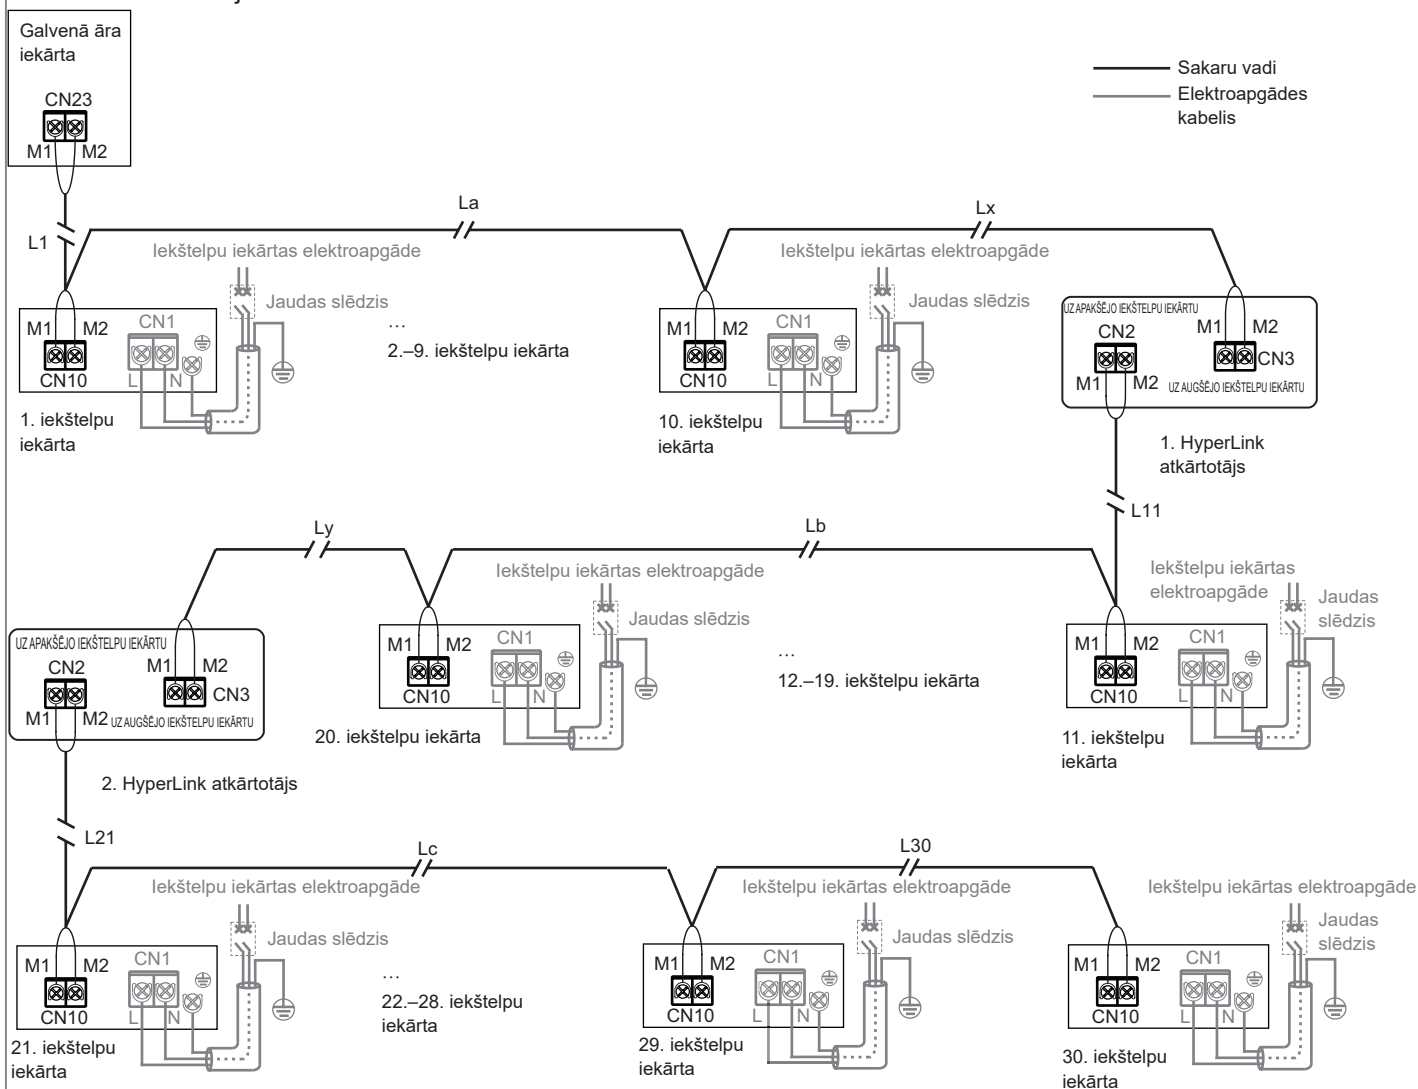 Galvenā āra
iekārta
CN23
M1 M2
Sakaru vadi
Elektroapgādes
kabelis
L1
La
Lx
Iekštelpu iekārtas elektroapgāde
Jaudas slēdzis
M1 M2
CN1
CN10
L N
1. iekštelpu
iekārta
...
2.–9. iekštelpu iekārta
Iekštelpu iekārtas elektroapgāde
Jaudas slēdzis
M1 M2
CN1
CN10
L N
10. iekštelpu
iekārta
UZ APAKŠĒJO IEKŠTELPU IEKĀRTU
CN2
M1 M2
M1 M2
CN3
UZ AUGŠĒJO IEKŠTELPU IEKĀRTU
1. HyperLink
atkārtotājs
L11
Ly
Lb
UZ APAKŠĒJO IEKŠTELPU IEKĀRTU
CN2
M1 M2
M1 M2
CN3
UZ AUGŠĒJO IEKŠTELPU IEKĀRTU
2. HyperLink atkārtotājs
Iekštelpu iekārtas elektroapgāde
Jaudas slēdzis
M1 M2
CN1
CN10
L N
20. iekštelpu iekārta
...
12.–19. iekštelpu iekārta
Iekštelpu iekārtas
elektroapgāde
Jaudas
slēdzis
M1 M2
CN1
CN10
L N
11. iekštelpu
iekārta
L21
Lc
L30
Iekštelpu iekārtas elektroapgāde
Jaudas slēdzis
M1 M2
CN1
CN10
L N
21. iekštelpu
iekārta
...
22.–28. iekštelpu
iekārta
Iekštelpu iekārtas elektroapgāde
Jaudas slēdzis
M1 M2
CN1
CN10
L N
29. iekštelpu
iekārta
Iekštelpu iekārtas elektroapgāde
Jaudas
slēdzis
M1 M2
CN1
CN10
L N
30. iekštelpu
iekārta